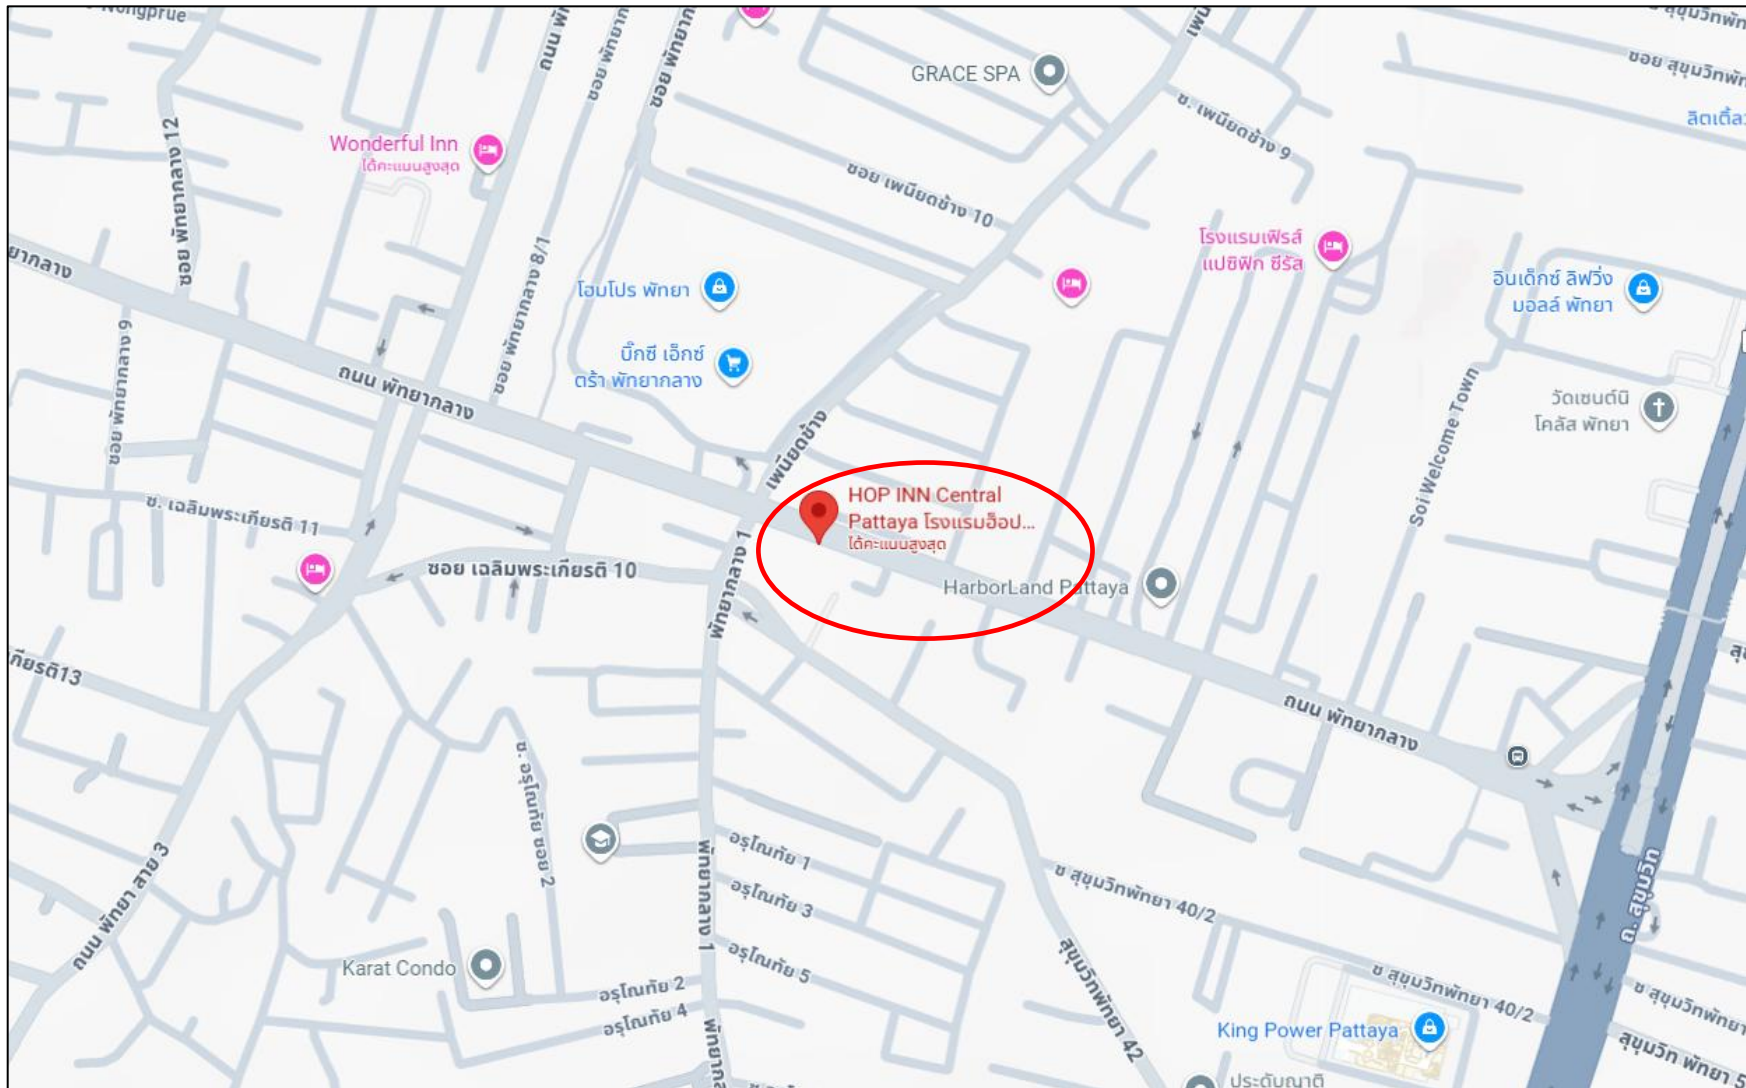 Nongprue
ถนน พัทยา
ซอย พัทยากลาง
GRACE SPA
ซ. เพนียดช้าง 9
ซอย เพนียดช้าง 10
Wonderful Inn
ได้คะแนนสูงสุด
ซอย พัทยากลาง 12
ซอย พัทยากลาง 8/1
โฮมโปร พัทยา
บิ๊กซี เอ็กซ์
ตร้า พัทยากลาง
โรงแรมเฟิรส์
แปซิฟิก ซีรัส
อินเด็กซ์ ลิฟวิ่ง
มอลล์ พัทยา
วัดเซนต์นิ
โคลัส พัทยา
Soi Welcome Town
ยากลาง
ซอย พัทยากลาง 9
ถนน พัทยากลาง
เพนียดช้าง
HOP INN Central
Pattaya โรงแรมฮ็อป...
ได้คะแนนสูงสุด
HarborLand Pattaya
ซ. เฉลิมพระเกียรติ 11
ซอย เฉลิมพระเกียรติ 10
พัทยากลาง 1
เกียรติ13
ถนน พัทยากลาง
ซ. อรุโณทัย ซอย 2
ถนน พัทยา สาย 3
พัทยากลาง 1
อรุโณทัย 1
อรุโณทัย 3
อรุโณทัย 5
อรุโณทัย 2
อรุโณทัย 4
Karat Condo
ซ สุขุมวิทพัทยา 40/2
สุขุมวิทพัทยา 42
ถ. สุขุมวิท
ซ สุขุมวิทพัทยา 40/2
King Power Pattaya
ซ สุขุมวิทพัทยา
สุขุมวิท พัทยา 5
ประดับญาติ